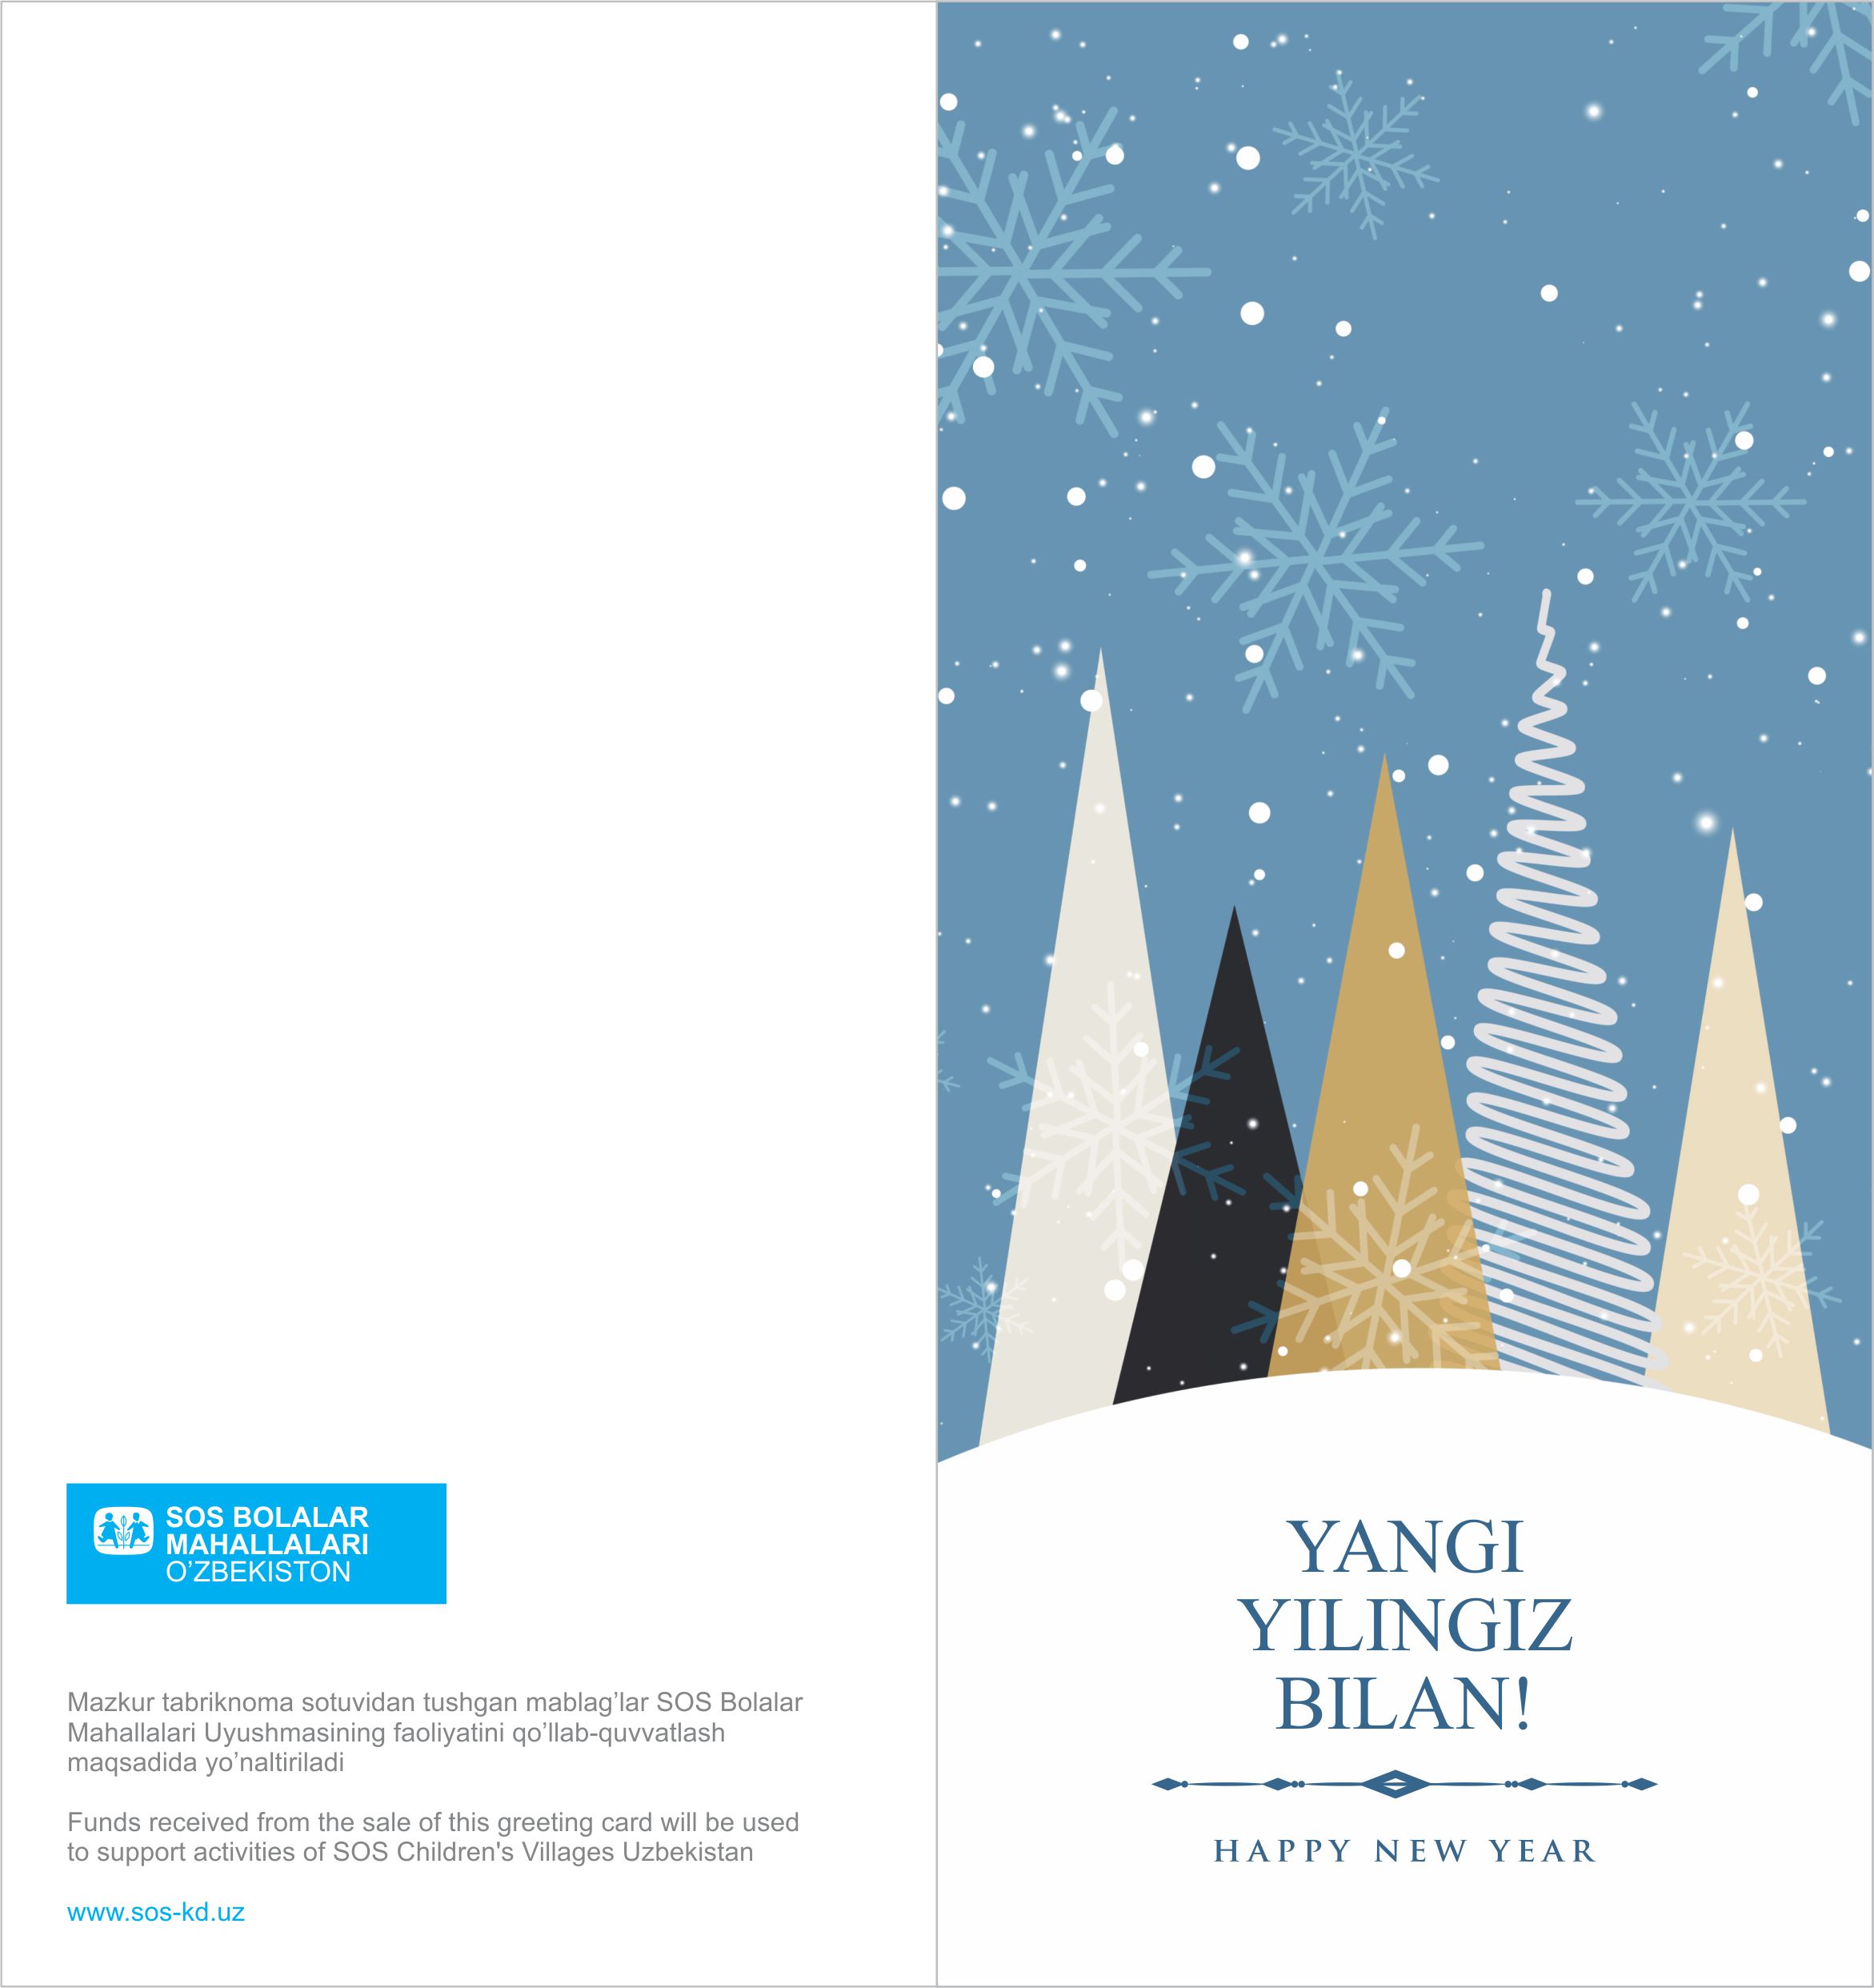 SOS BOLALAR
MAHALLALARI
O’ZBEKISTON
Mazkur tabriknoma sotuvidan tushgan mablag’lar SOS Bolalar
Mahallalari Uyushmasining faoliyatini qo’llab-quvvatlash
maqsadida yo’naltiriladi
Funds received from the sale of this greeting card will be used
to support activities of SOS Children's Villages Uzbekistan
www.sos-kd.uz
YANGI
YILINGIZ
BILAN!
HAPPY NEW YEAR